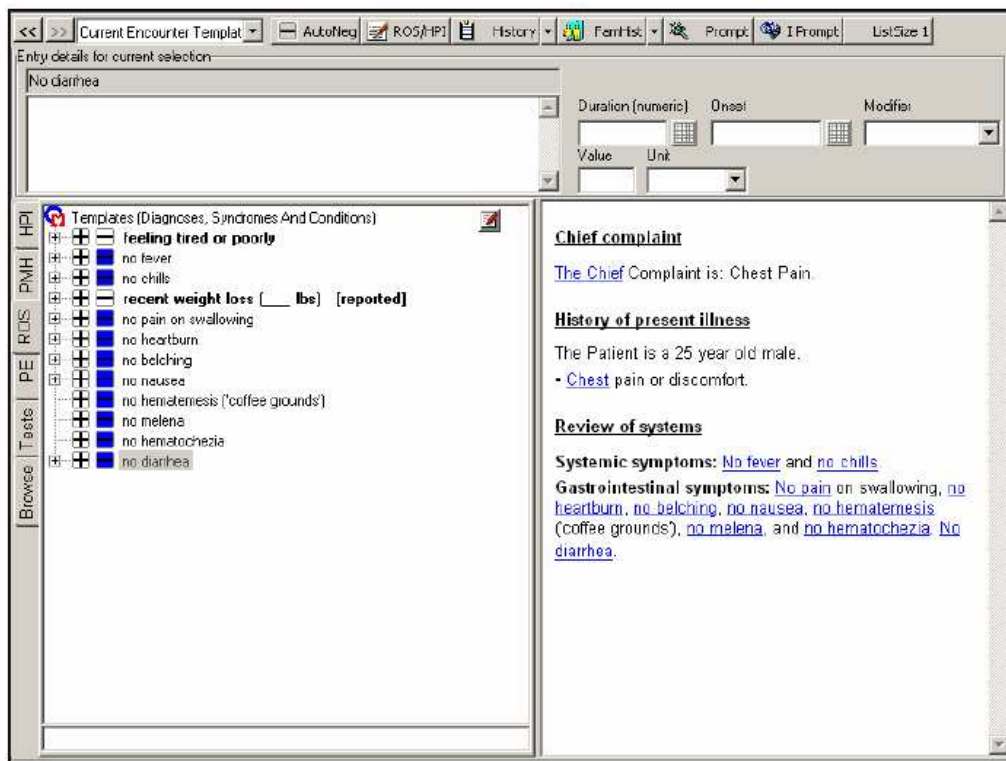 << >> Current Encounter Templat AutoNeg ROS/HPI History FamHist Prompt I Prompt ListSize 1
Entry details for current selection
No diarrhea
Duration (numeric) Onset Modifier
Value Unit
HPI
PMH
ROS
PE
Tests
Browse
Templates (Diagnoses, Syndromes And Conditions)
feeling tired or poorly
no fever
no chills
recent weight loss (___ lbs) [reported]
no pain on swallowing
no heartburn
no belching
no nausea
no hematemesis ('coffee grounds')
no melena
no hematochezia
no diarrhea
Chief complaint
The Chief Complaint is: Chest Pain.
History of present illness
The Patient is a 25 year old male.
• Chest pain or discomfort.
Review of systems
Systemic symptoms: No fever and no chills.
Gastrointestinal symptoms: No pain on swallowing, no
heartburn, no belching, no nausea, no hematemesis
('coffee grounds'), no melena, and no hematochezia. No
diarrhea.